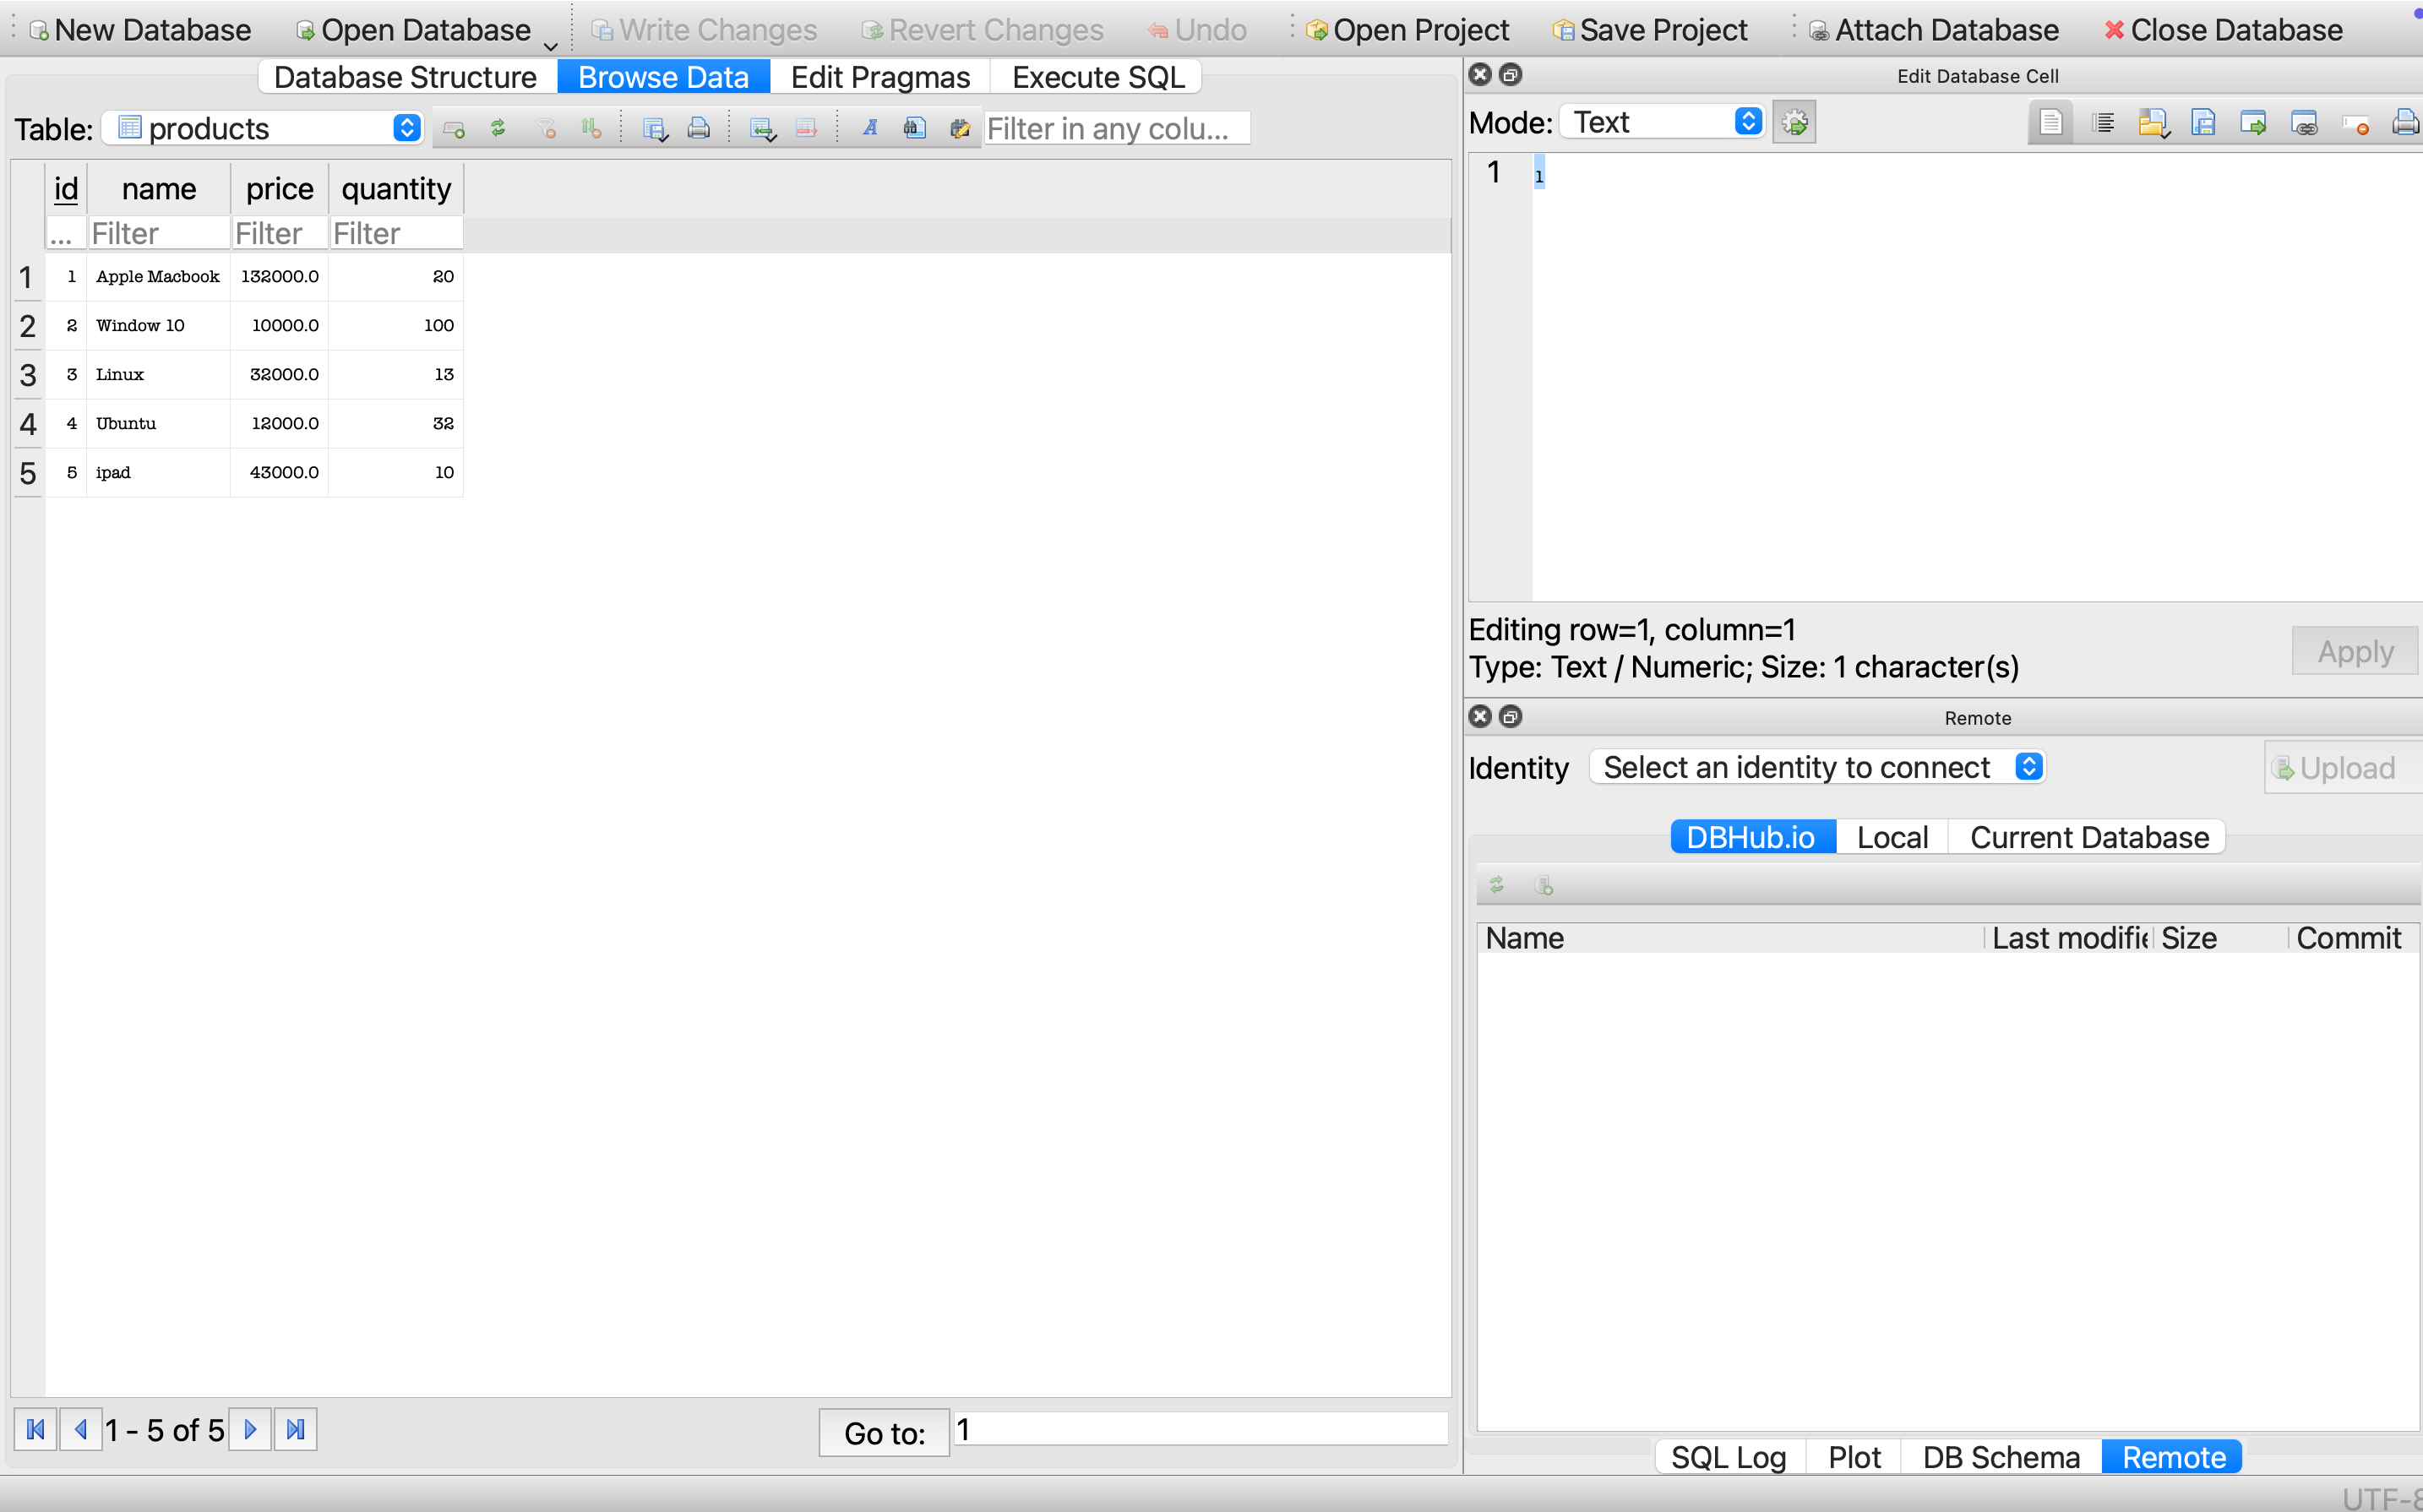 New Database Open Database Write Changes Revert Changes Undo Open Project Save Project Attach Database Close Database
Database Structure Browse Data Edit Pragmas Execute SQL
Table: products Filter in any colu...
id name price quantity
... Filter Filter Filter
1 1 Apple Macbook 132000.0 20
2 2 Window 10 10000.0 100
3 3 Linux 32000.0 13
4 4 Ubuntu 12000.0 32
5 5 ipad 43000.0 10
1 - 5 of 5 Go to: 1
Edit Database Cell
Mode: Text
1 1
Editing row=1, column=1
Type: Text / Numeric; Size: 1 character(s)
Apply
Remote
Identity Select an identity to connect Upload
DBHub.io Local Current Database
Name Last modifie Size Commit
SQL Log Plot DB Schema Remote
UTF-8